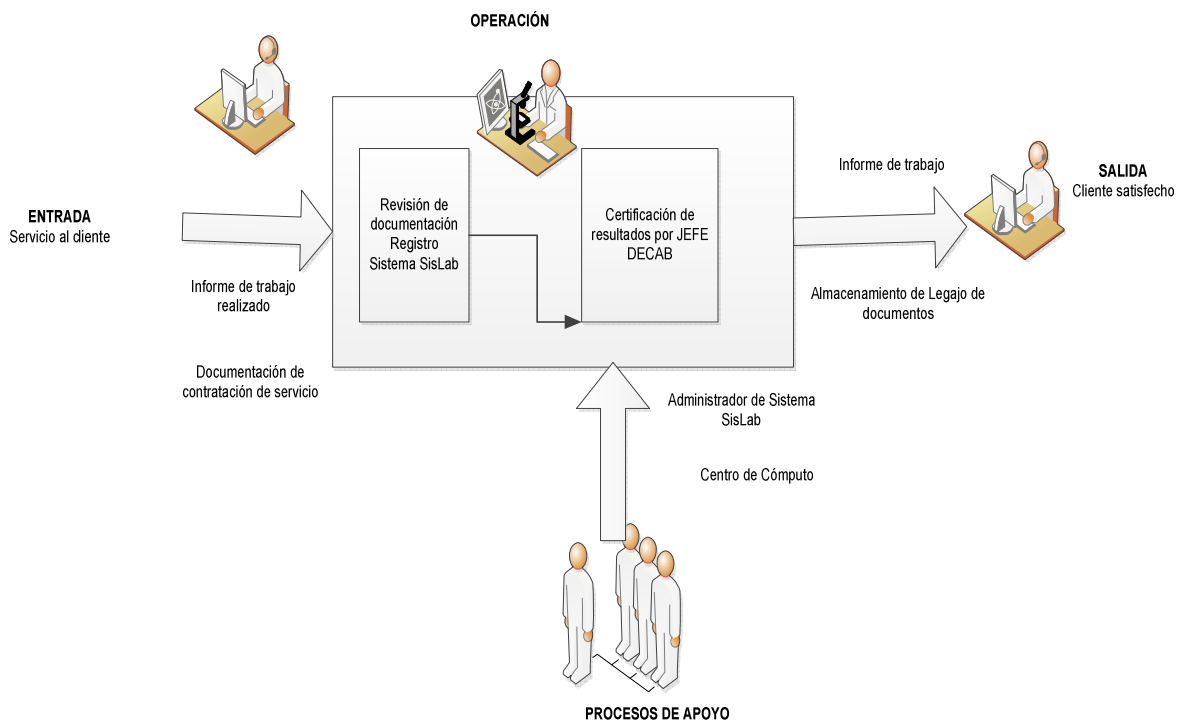 OPERACIÓN
ENTRADA
Servicio al cliente
Informe de trabajo
realizado
Documentación de
contratación de servicio
Revisión de
documentación
Registro
Sistema SisLab
Certificación de
resultados por JEFE
DECAB
Informe de trabajo
SALIDA
Cliente satisfecho
Almacenamiento de Legajo de
documentos
Administrador de Sistema
SisLab
Centro de Cómputo
PROCESOS DE APOYO